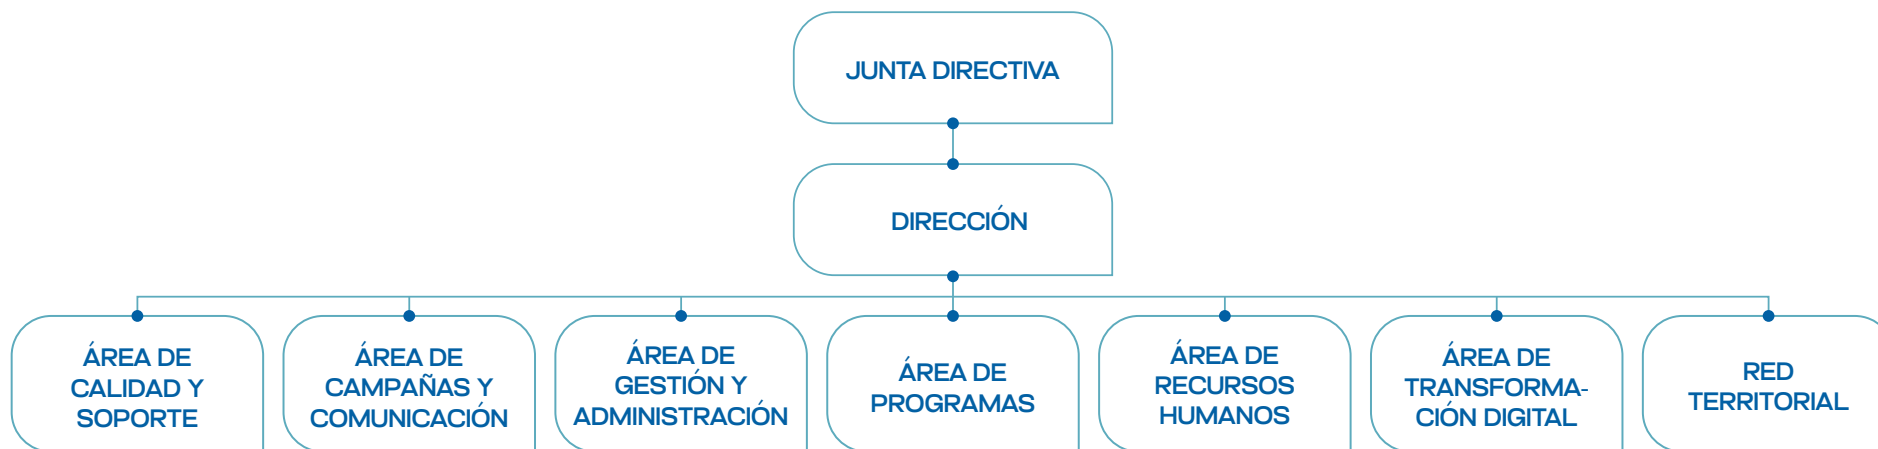 JUNTA DIRECTIVA
DIRECCIÓN
ÁREA DE
CALIDAD Y
SOPORTE
ÁREA DE
CAMPAÑAS Y
COMUNICACIÓN
ÁREA DE
GESTIÓN Y
ADMINISTRACIÓN
ÁREA DE
PROGRAMAS
ÁREA DE
RECURSOS
HUMANOS
ÁREA DE
TRANSFORMA-
CIÓN DIGITAL
RED
TERRITORIAL